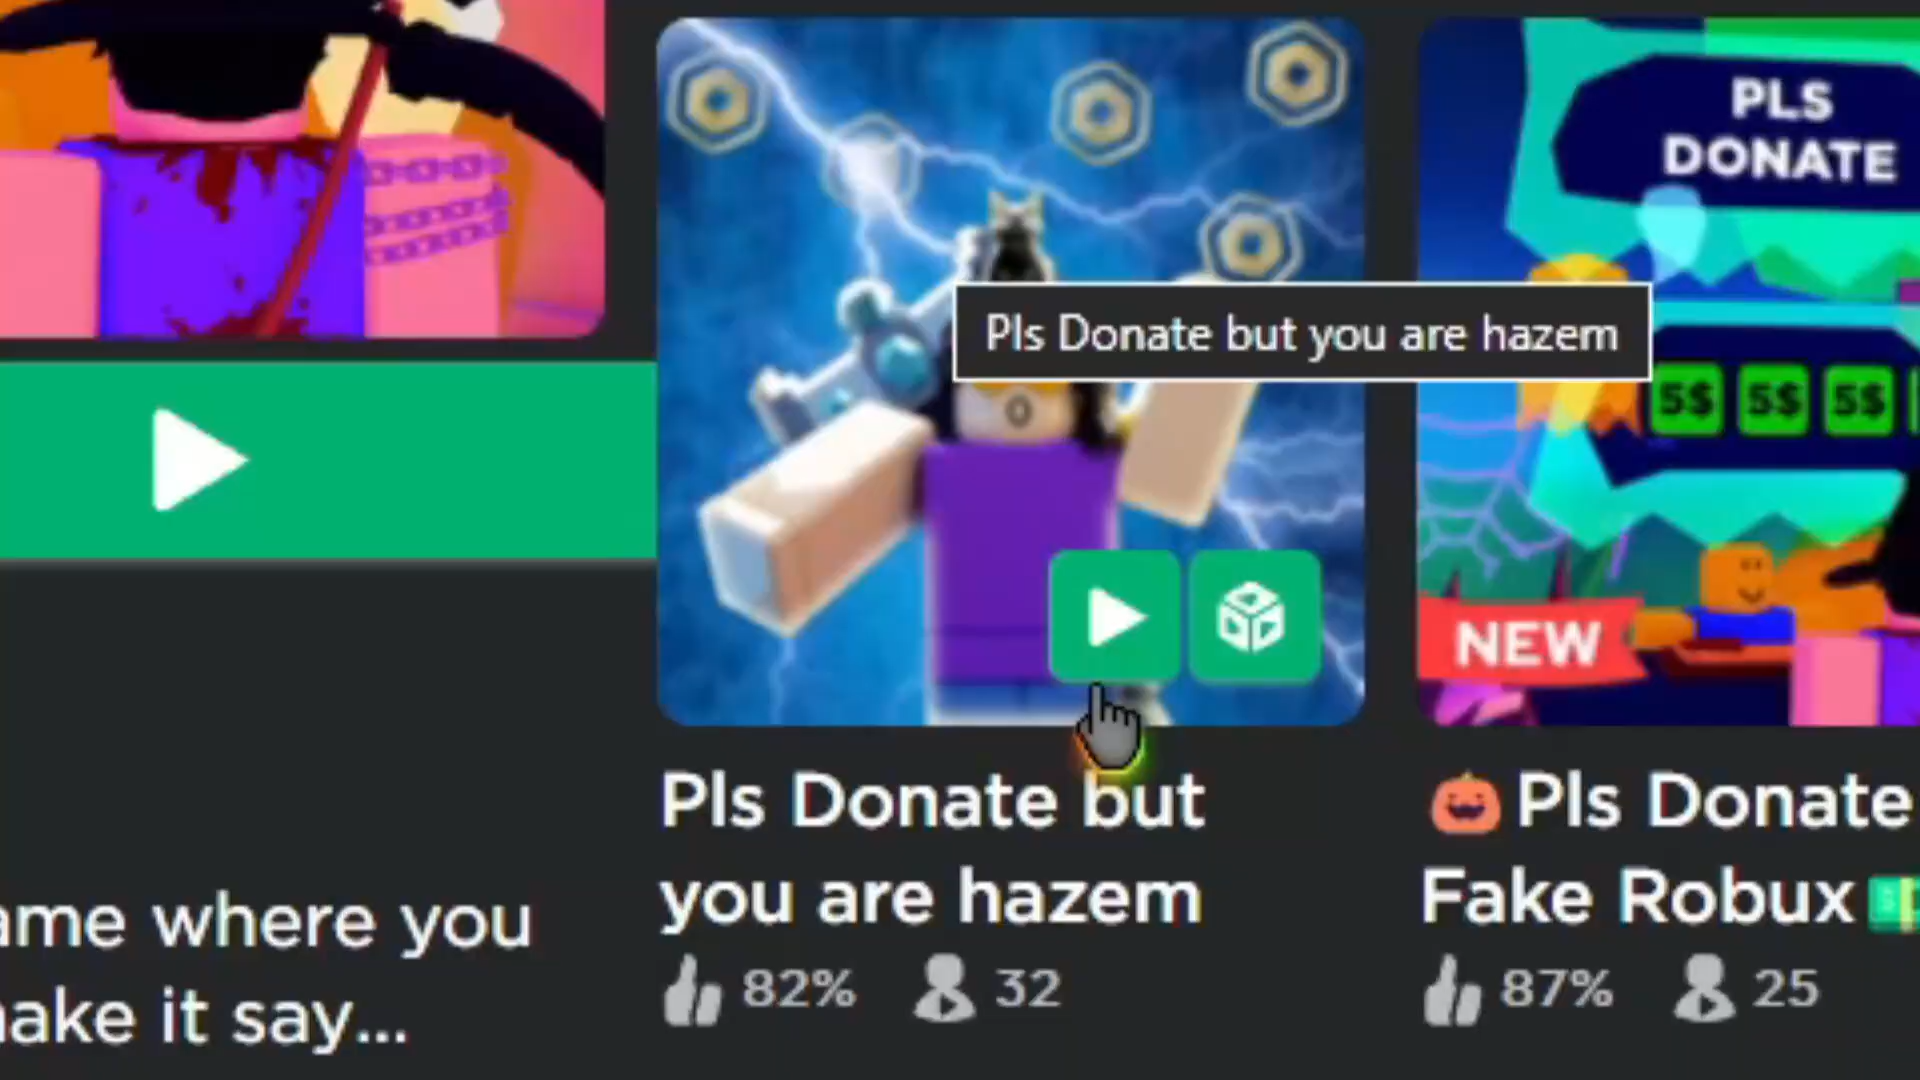 PLS
DONATE
Pls Donate but you are hazem
5$ 5$ 5$
NEW
Pls Donate but
you are hazem
82% 32
Pls Donate
Fake Robux
87% 25
ame where you
ake it say...